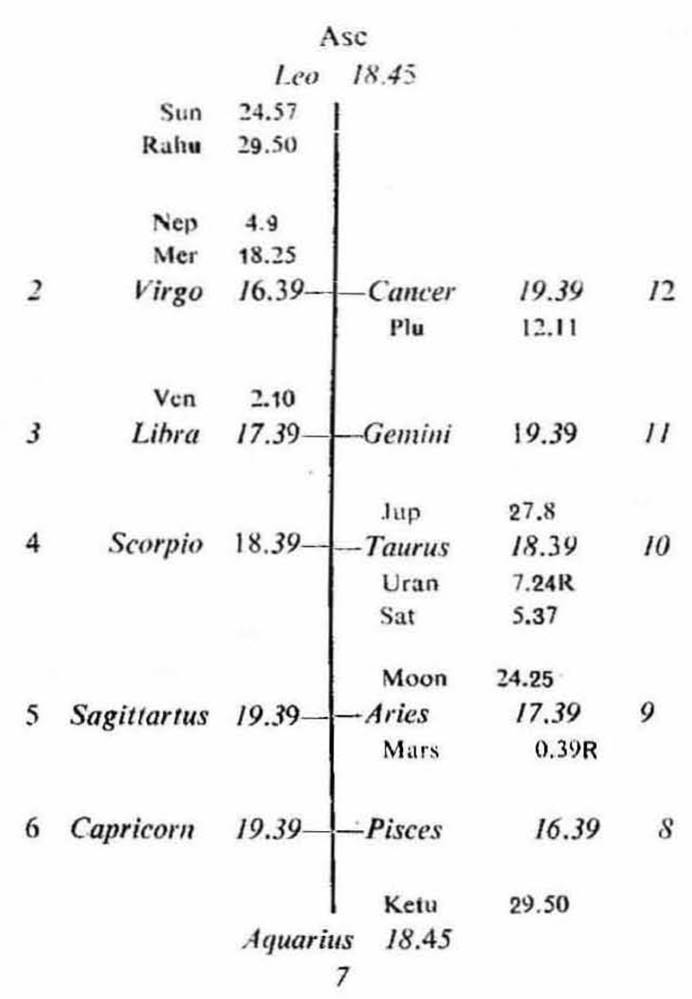 Asc
Leo 18.45
Sun 24.57
Rahu 29.50
Nep 4.9
Mer 18.25
2 Virgo 16.39 Cancer 19.39 12
Plu 12.11
Ven 2.10
3 Libra 17.39 Gemini 19.39 11
Jup 27.8
4 Scorpio 18.39 Taurus 18.39 10
Uran 7.24R
Sat 5.37
Moon 24.25
5 Sagittartus 19.39 Aries 17.39 9
Mars 0.39R
6 Capricorn 19.39 Pisces 16.39 8
Ketu 29.50
Aquarius 18.45
7